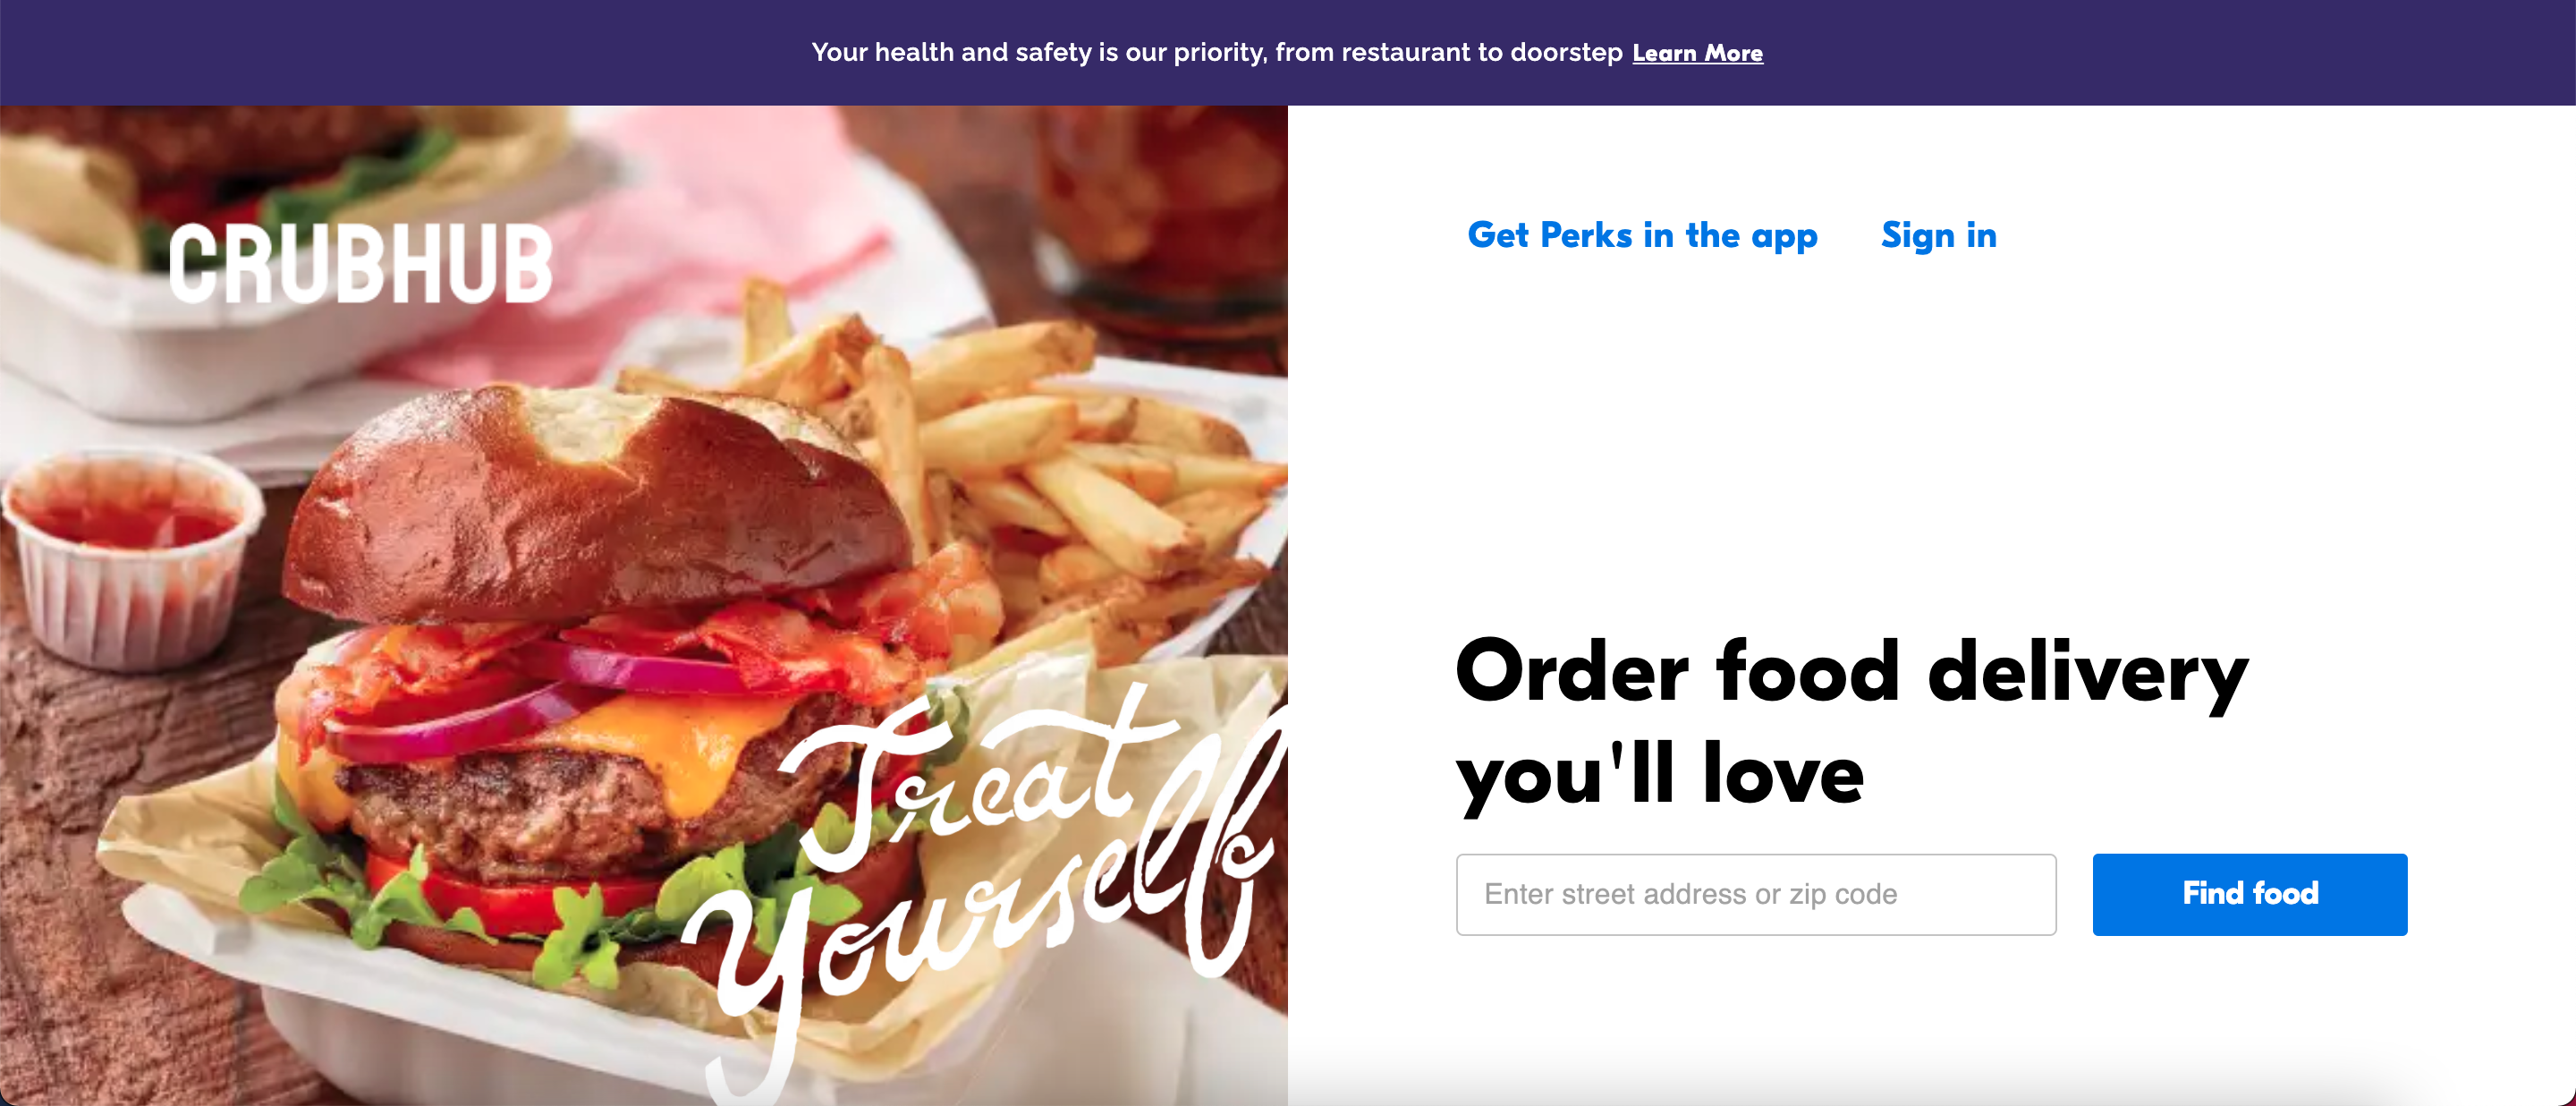 Your health and safety is our priority, from restaurant to doorstep Learn More
CRUBHUB
Get Perks in the app Sign in
Treat
Yourself
Order food delivery
you'll love
Enter street address or zip code Find food